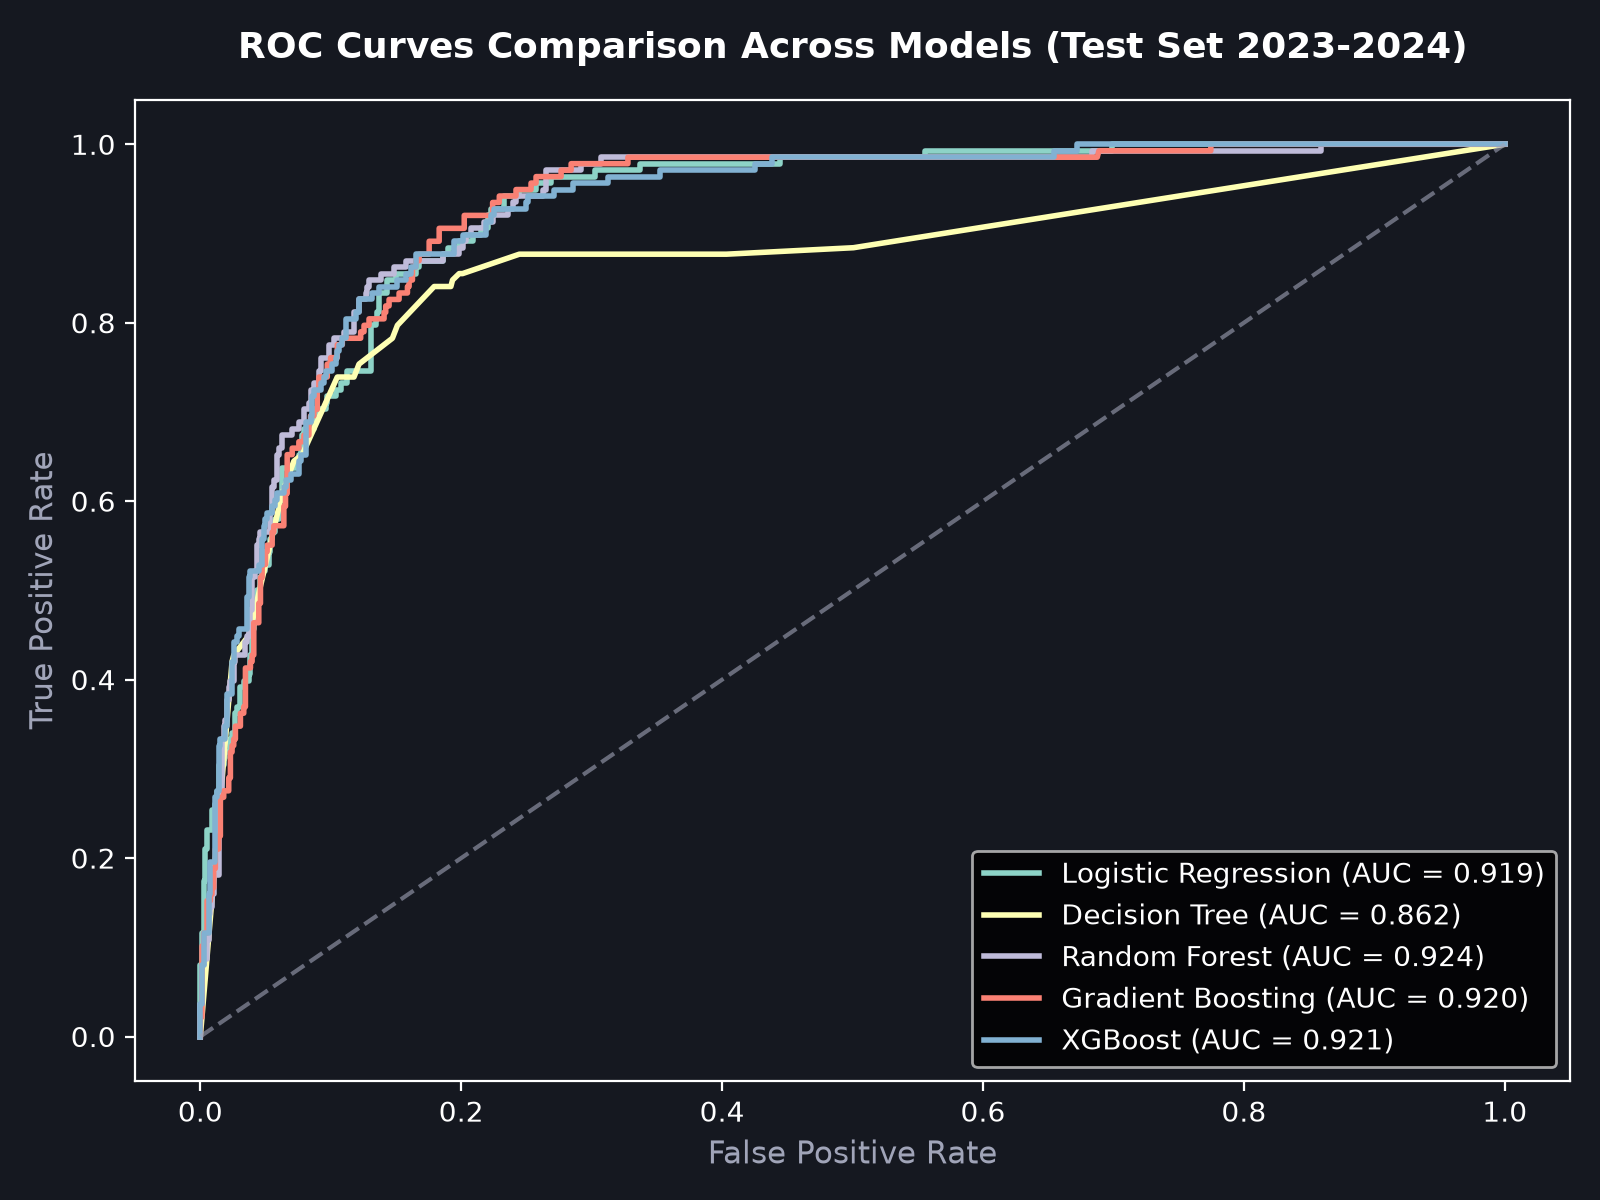 ROC Curves Comparison Across Models (Test Set 2023-2024)
True Positive Rate
1.0
0.8
0.6
0.4
0.2
0.0
Logistic Regression (AUC = 0.919)
Decision Tree (AUC = 0.862)
Random Forest (AUC = 0.924)
Gradient Boosting (AUC = 0.920)
XGBoost (AUC = 0.921)
0.0 0.2 0.4 0.6 0.8 1.0
False Positive Rate